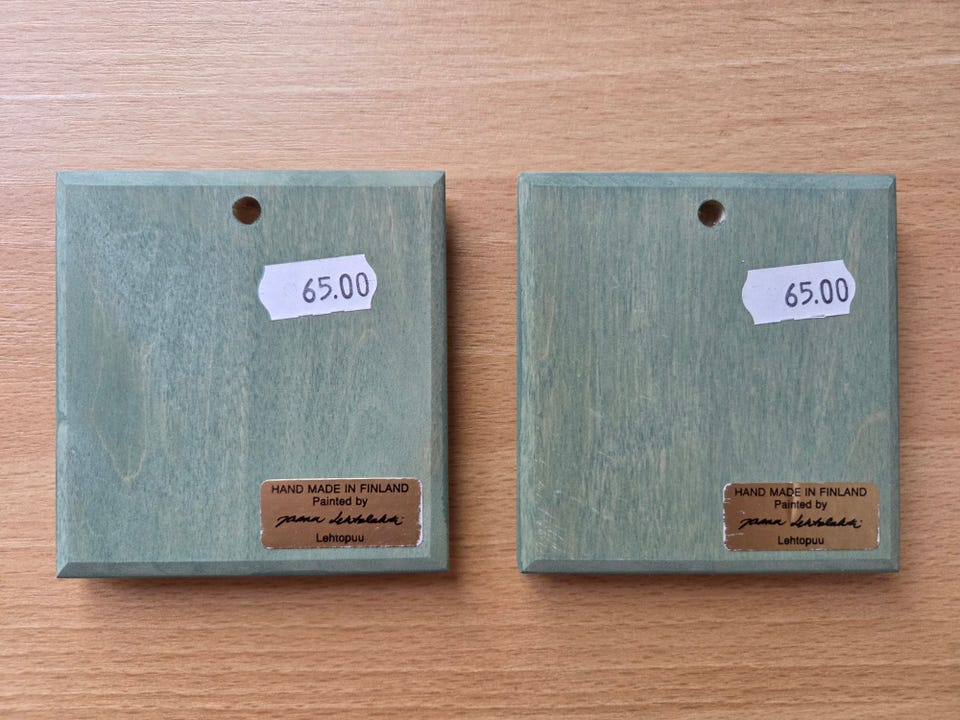 65.00
HAND MADE IN FINLAND
Painted by
Lehtopuu
65.00
HAND MADE IN FINLAND
Painted by
Lehtopuu